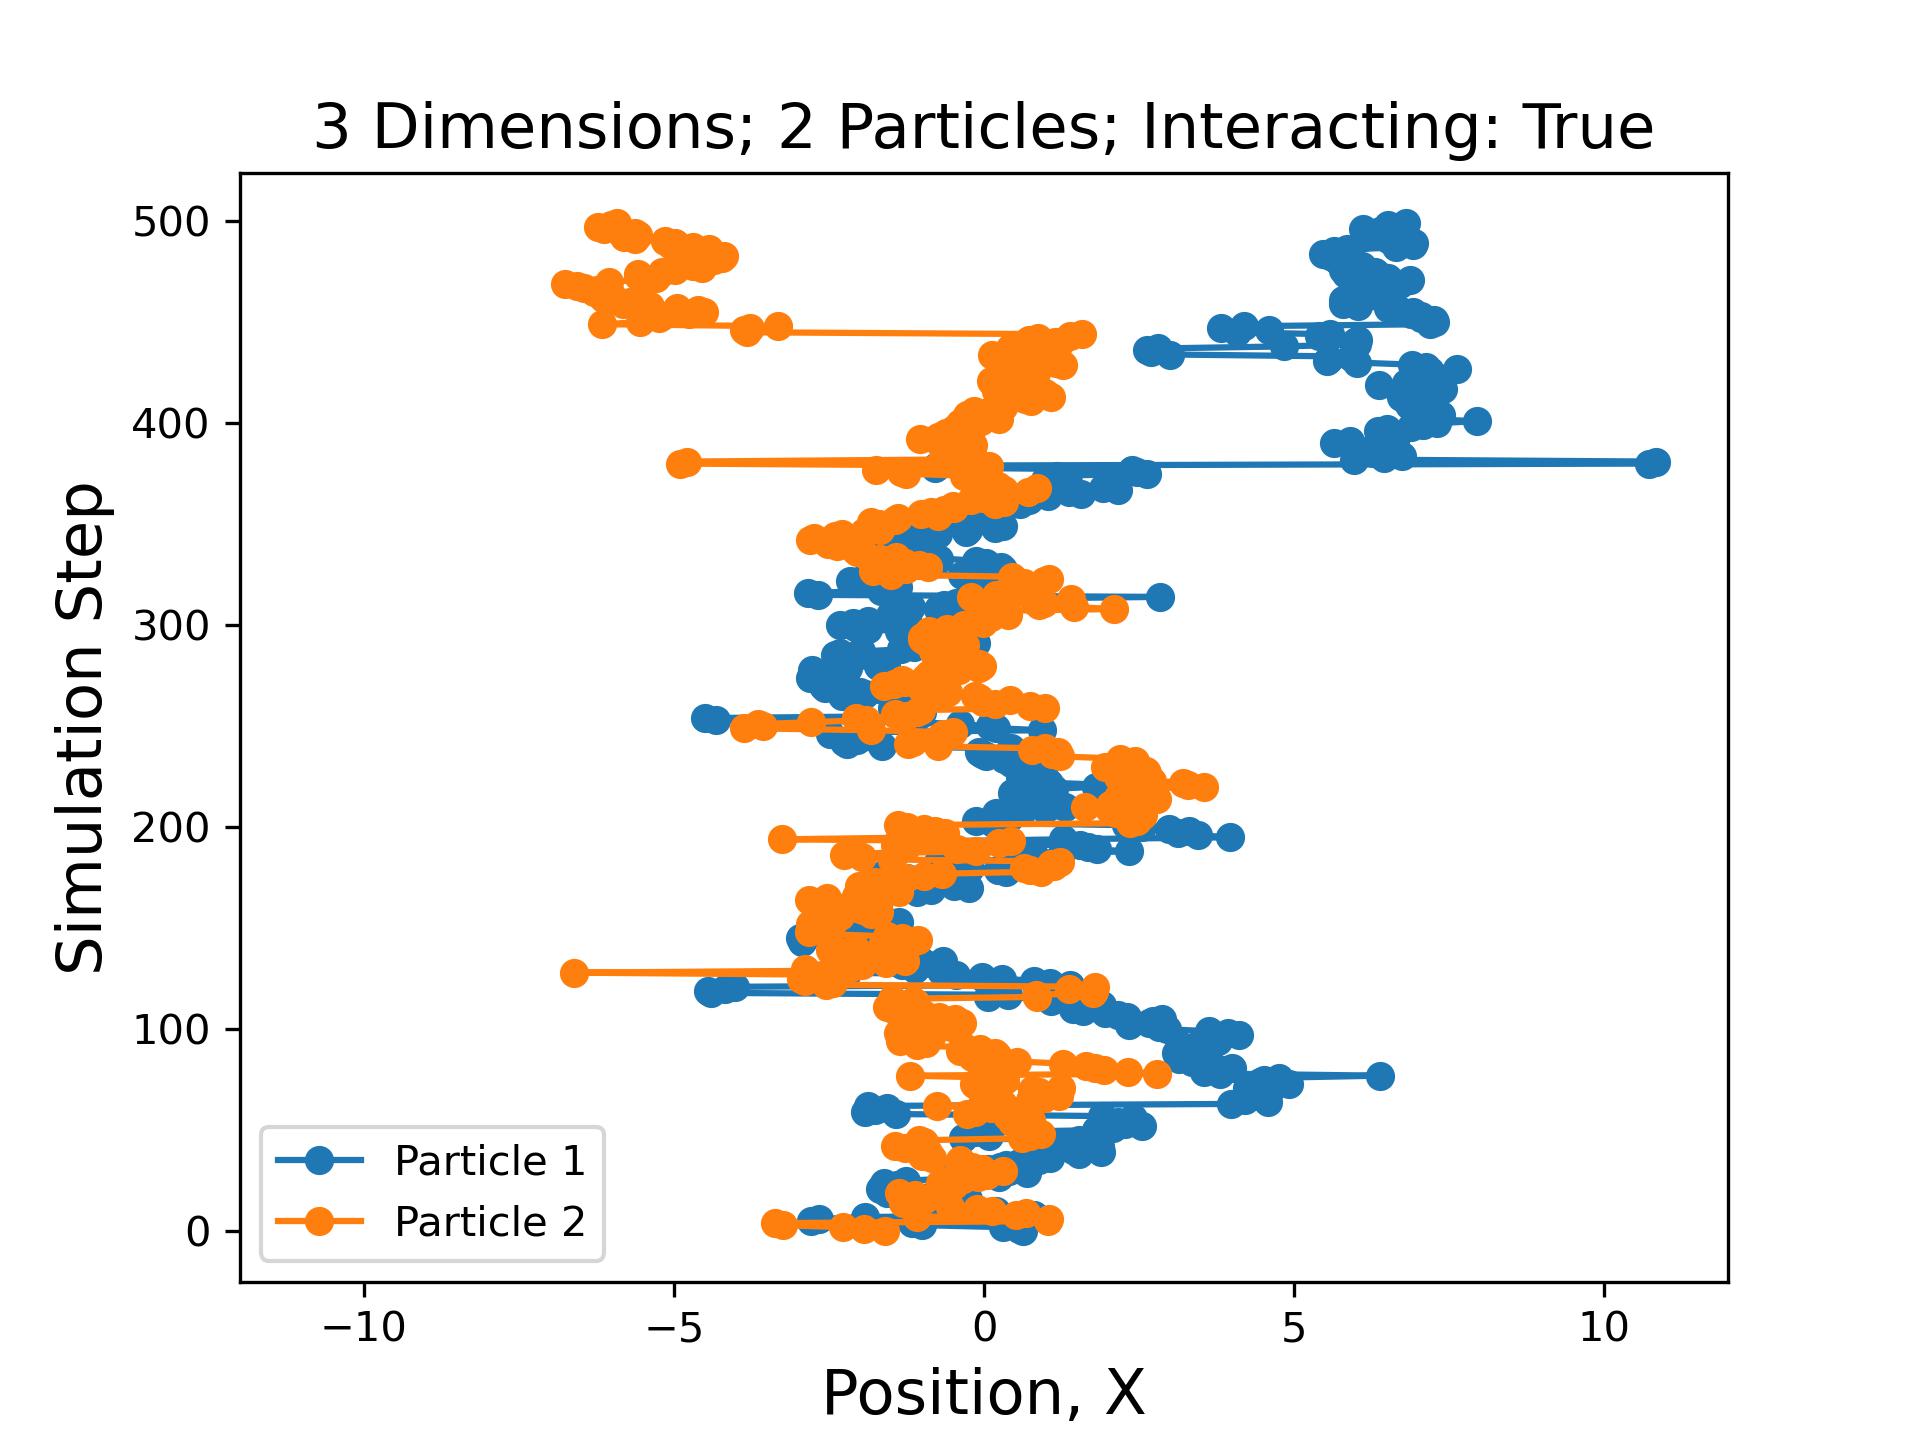 3 Dimensions; 2 Particles; Interacting: True
500
400
300
200
100
0
Simulation Step
Particle 1
Particle 2
−10
−5
0
5
10
Position, X